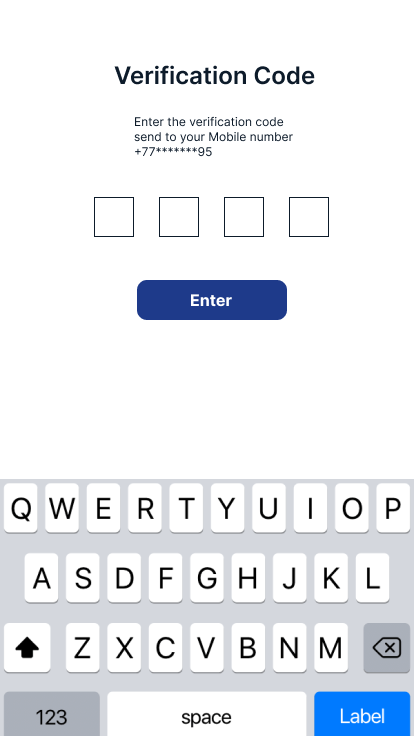 Verification Code
Enter the verification code
send to your Mobile number
+77*******95
Enter
Q W E R T Y U I O P
A S D F G H J K L
Z X C V B N M
123 space Label